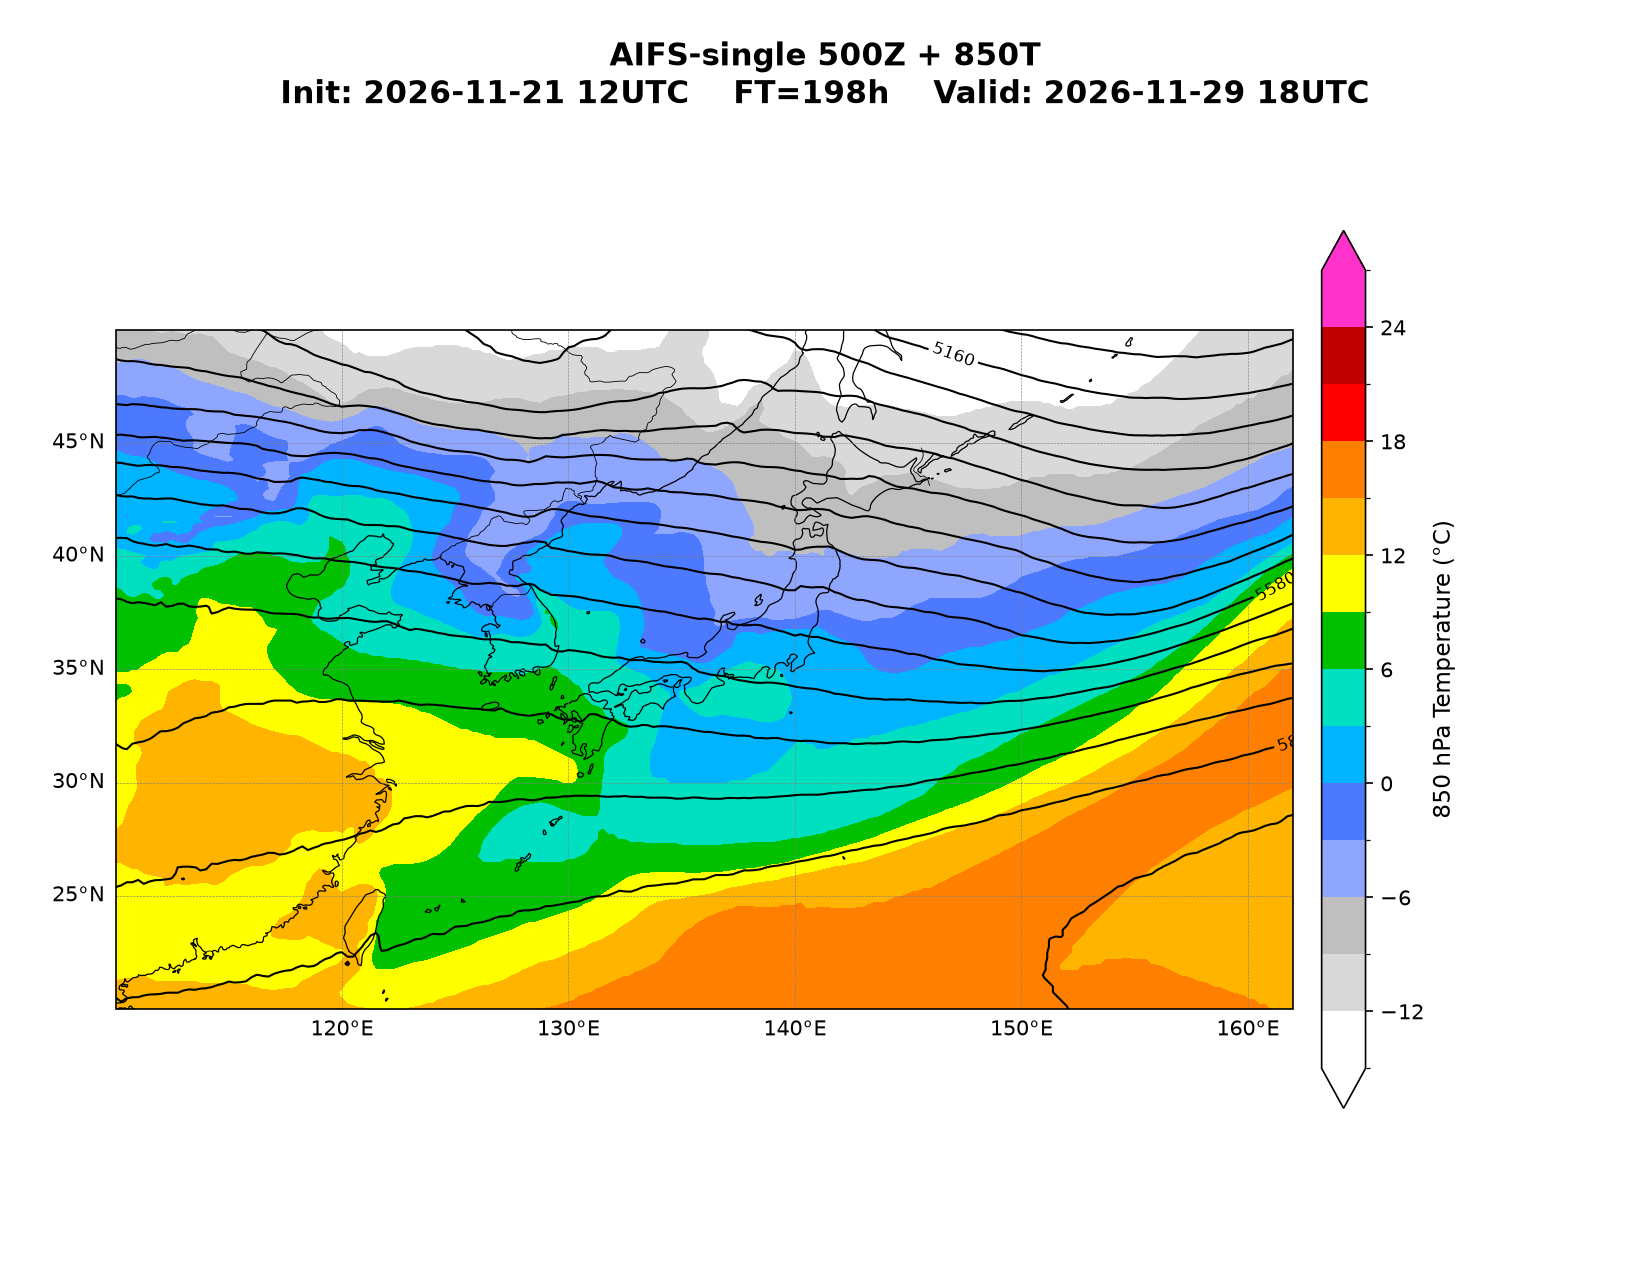 AIFS-single 500Z + 850T
Init: 2026-11-21 12UTC    FT=198h    Valid: 2026-11-29 18UTC
5160
24
18
45°N
12
40°N
5580
6
35°N
58
30°N
0
850 hPa Temperature (°C)
25°N
−6
−12
120°E
130°E
140°E
150°E
160°E